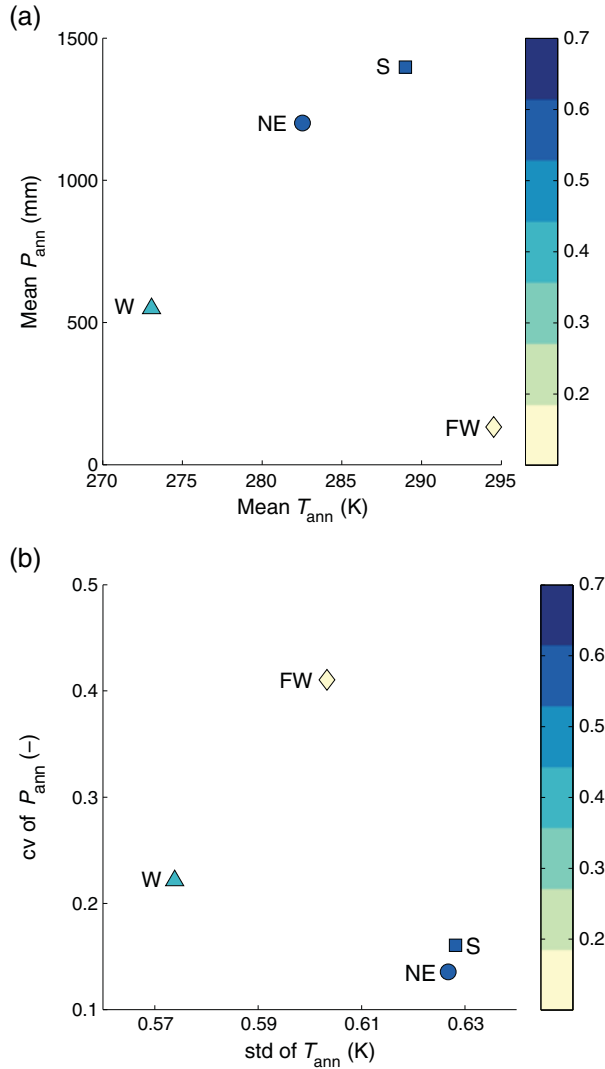 (a)
1500
1000
500
0
Mean P_ann (mm)
S
NE
W
FW
270
275
280
285
290
295
Mean T_ann (K)
0.7
0.6
0.5
0.4
0.3
0.2
(b)
0.5
0.4
0.3
0.2
0.1
cv of P_ann (–)
FW
W
S
NE
0.57
0.59
0.61
0.63
std of T_ann (K)
0.7
0.6
0.5
0.4
0.3
0.2